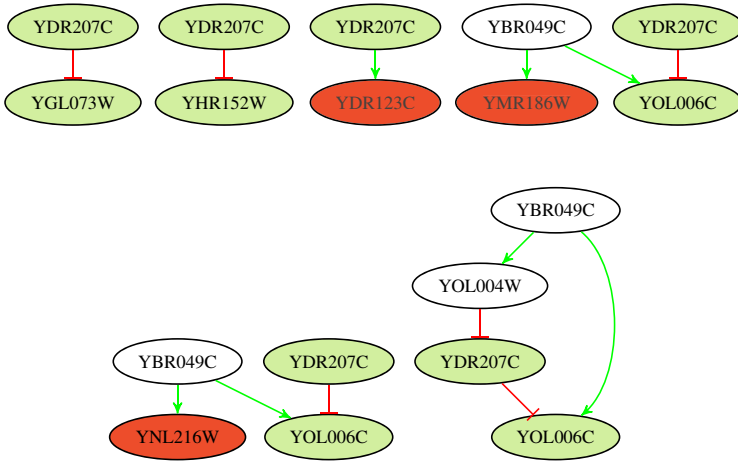 YDR207C YDR207C YDR207C YBR049C YDR207C
YGL073W YHR152W YDR123C YMR186W YOL006C
YBR049C
YOL004W
YBR049C YDR207C YDR207C
YNL216W YOL006C YOL006C